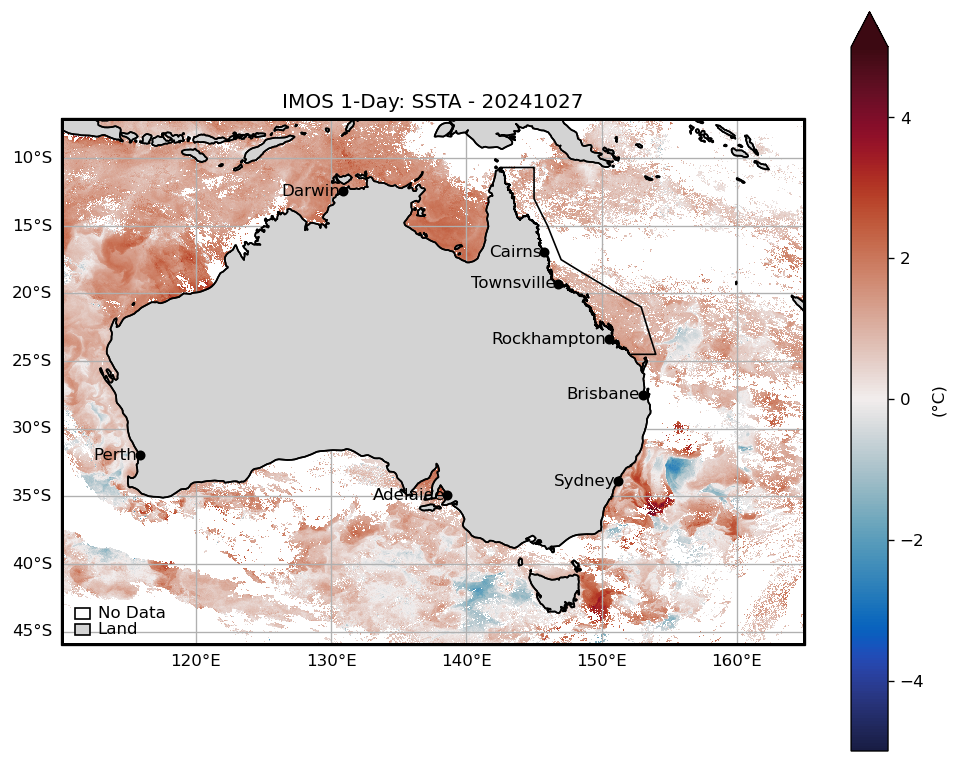 IMOS 1-Day: SSTA - 20241027
10°S
15°S
20°S
25°S
30°S
35°S
40°S
45°S
Darwin
Cairns
Townsville
Rockhampton
Brisbane
Perth
Sydney
Adelaide
No Data
Land
120°E 130°E 140°E 150°E 160°E
4
2
0
−2
−4
(°C)